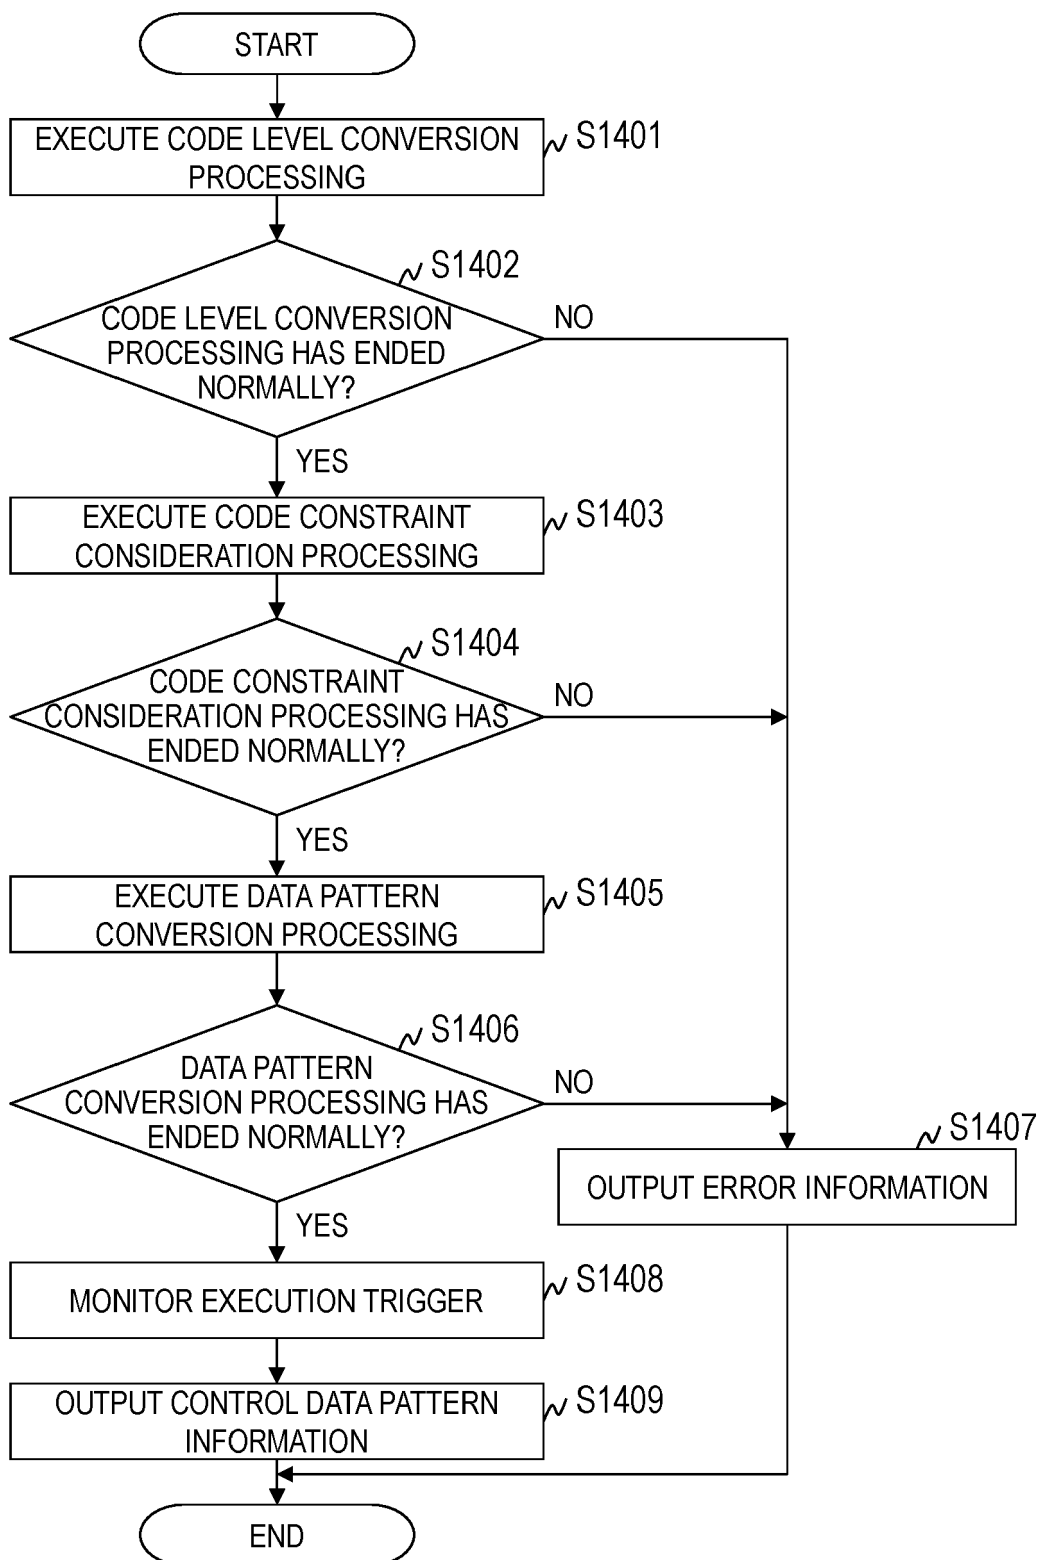 START
EXECUTE CODE LEVEL CONVERSION
PROCESSING
S1401
S1402
CODE LEVEL CONVERSION
PROCESSING HAS ENDED
NORMALLY?
NO
YES
EXECUTE CODE CONSTRAINT
CONSIDERATION PROCESSING
S1403
S1404
CODE CONSTRAINT
CONSIDERATION PROCESSING HAS
ENDED NORMALLY?
NO
YES
EXECUTE DATA PATTERN
CONVERSION PROCESSING
S1405
S1406
DATA PATTERN
CONVERSION PROCESSING HAS
ENDED NORMALLY?
NO
S1407
OUTPUT ERROR INFORMATION
YES
MONITOR EXECUTION TRIGGER
S1408
OUTPUT CONTROL DATA PATTERN
INFORMATION
S1409
END